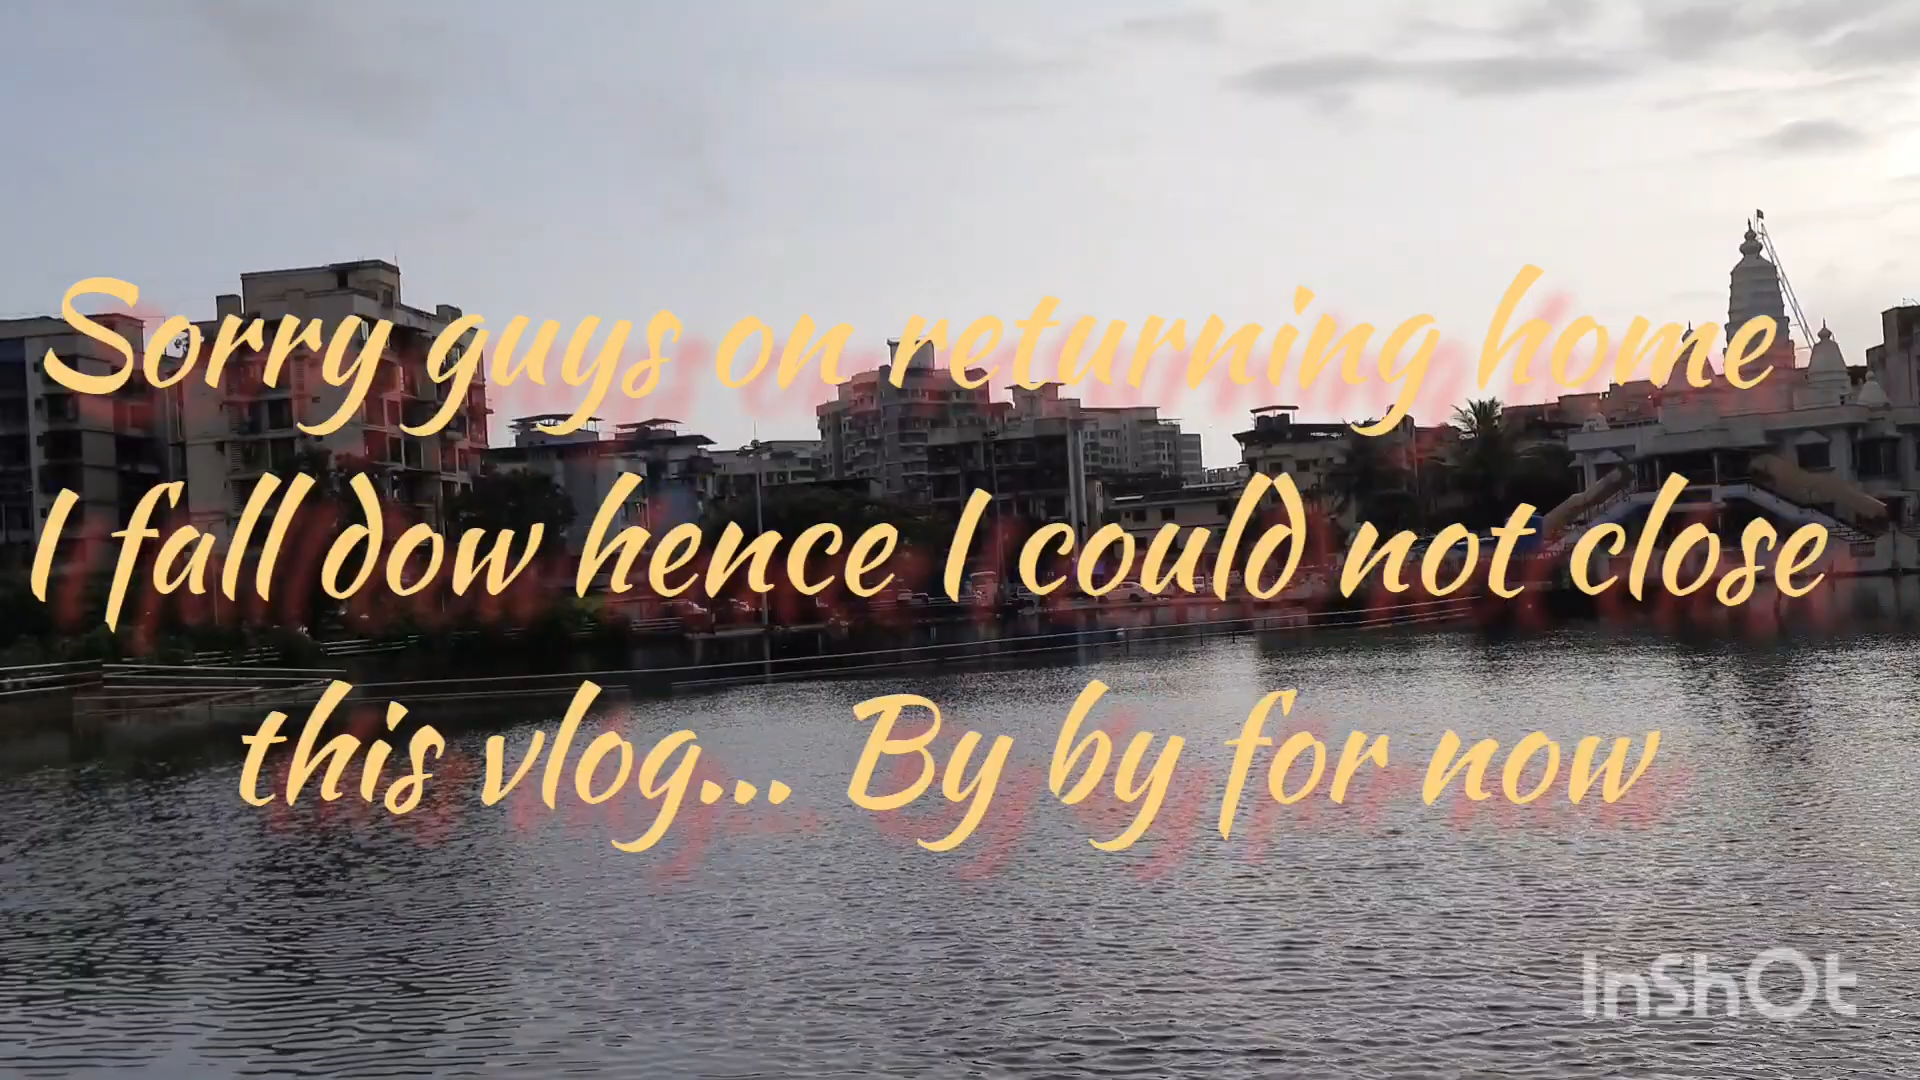 Sorry guys on returning home
I fall dow hence I could not close
this vlog... By by for now
InShOt